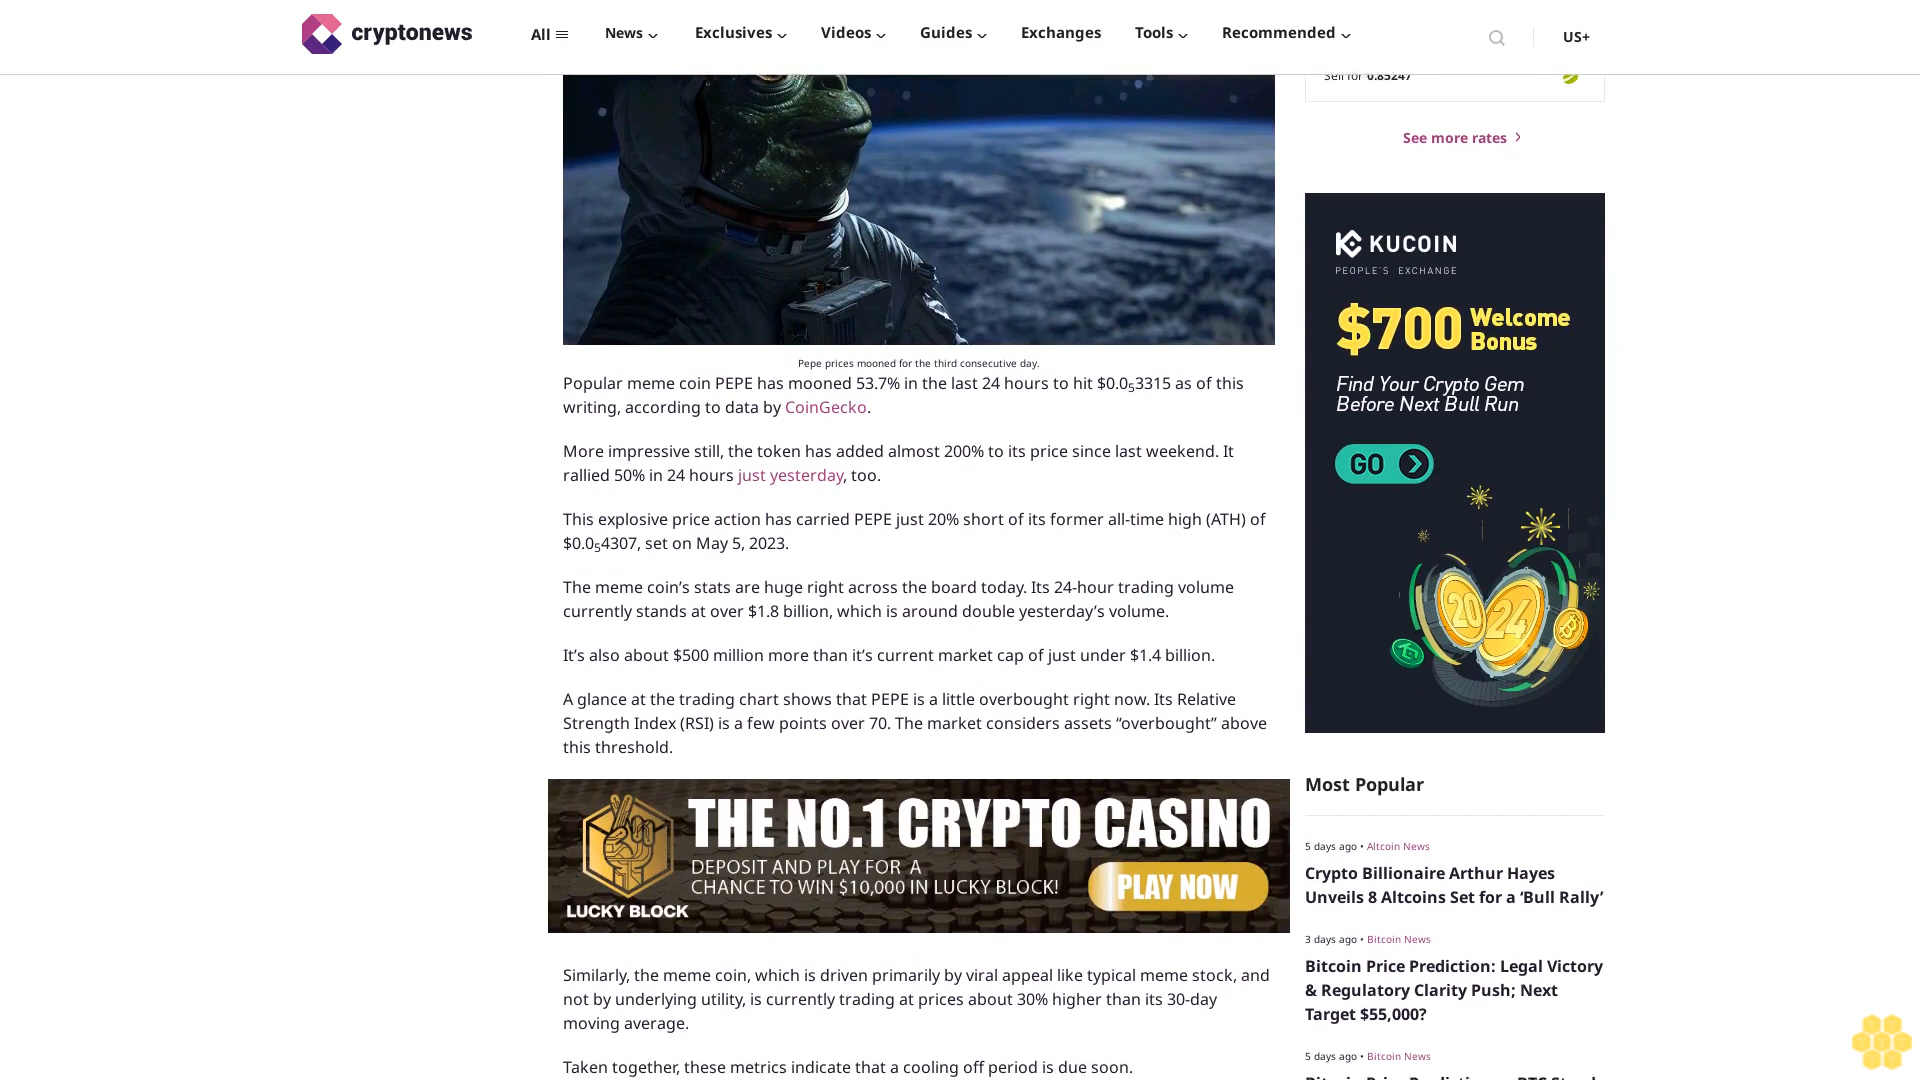 cryptonews
All
News
Exclusives
Videos
Guides
Exchanges
Tools
Recommended
US+
Sell for 0.85247
See more rates
KUCOIN
PEOPLE'S EXCHANGE
$700 Welcome
Bonus
Find Your Crypto Gem
Before Next Bull Run
GO
20
24
Pepe prices mooned for the third consecutive day.
Popular meme coin PEPE has mooned 53.7% in the last 24 hours to hit $0.0₅3315 as of this
writing, according to data by CoinGecko.
More impressive still, the token has added almost 200% to its price since last weekend. It
rallied 50% in 24 hours just yesterday, too.
This explosive price action has carried PEPE just 20% short of its former all-time high (ATH) of
$0.0₅4307, set on May 5, 2023.
The meme coin’s stats are huge right across the board today. Its 24-hour trading volume
currently stands at over $1.8 billion, which is around double yesterday’s volume.
It’s also about $500 million more than it’s current market cap of just under $1.4 billion.
A glance at the trading chart shows that PEPE is a little overbought right now. Its Relative
Strength Index (RSI) is a few points over 70. The market considers assets “overbought” above
this threshold.
THE NO.1 CRYPTO CASINO
DEPOSIT AND PLAY FOR A
CHANCE TO WIN $10,000 IN LUCKY BLOCK!
PLAY NOW
LUCKY BLOCK
Similarly, the meme coin, which is driven primarily by viral appeal like typical meme stock, and
not by underlying utility, is currently trading at prices about 30% higher than its 30-day
moving average.
Taken together, these metrics indicate that a cooling off period is due soon.
Most Popular
5 days ago • Altcoin News
Crypto Billionaire Arthur Hayes
Unveils 8 Altcoins Set for a ‘Bull Rally’
3 days ago • Bitcoin News
Bitcoin Price Prediction: Legal Victory
& Regulatory Clarity Push; Next
Target $55,000?
5 days ago • Bitcoin News